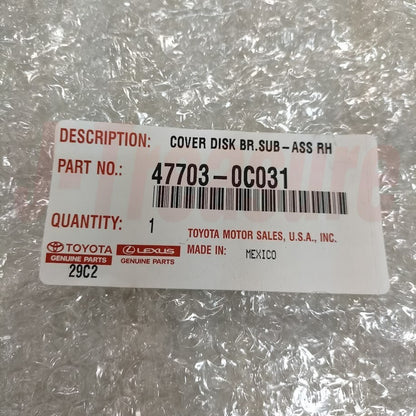 DESCRIPTION: COVER DISK BR.SUB-ASS RH
PART NO.: 47703-0C031
QUANTITY: 1 TOYOTA MOTOR SALES, U.S.A., INC.
TOYOTA GENUINE PARTS LEXUS GENUINE PARTS MADE IN: MEXICO
29C2